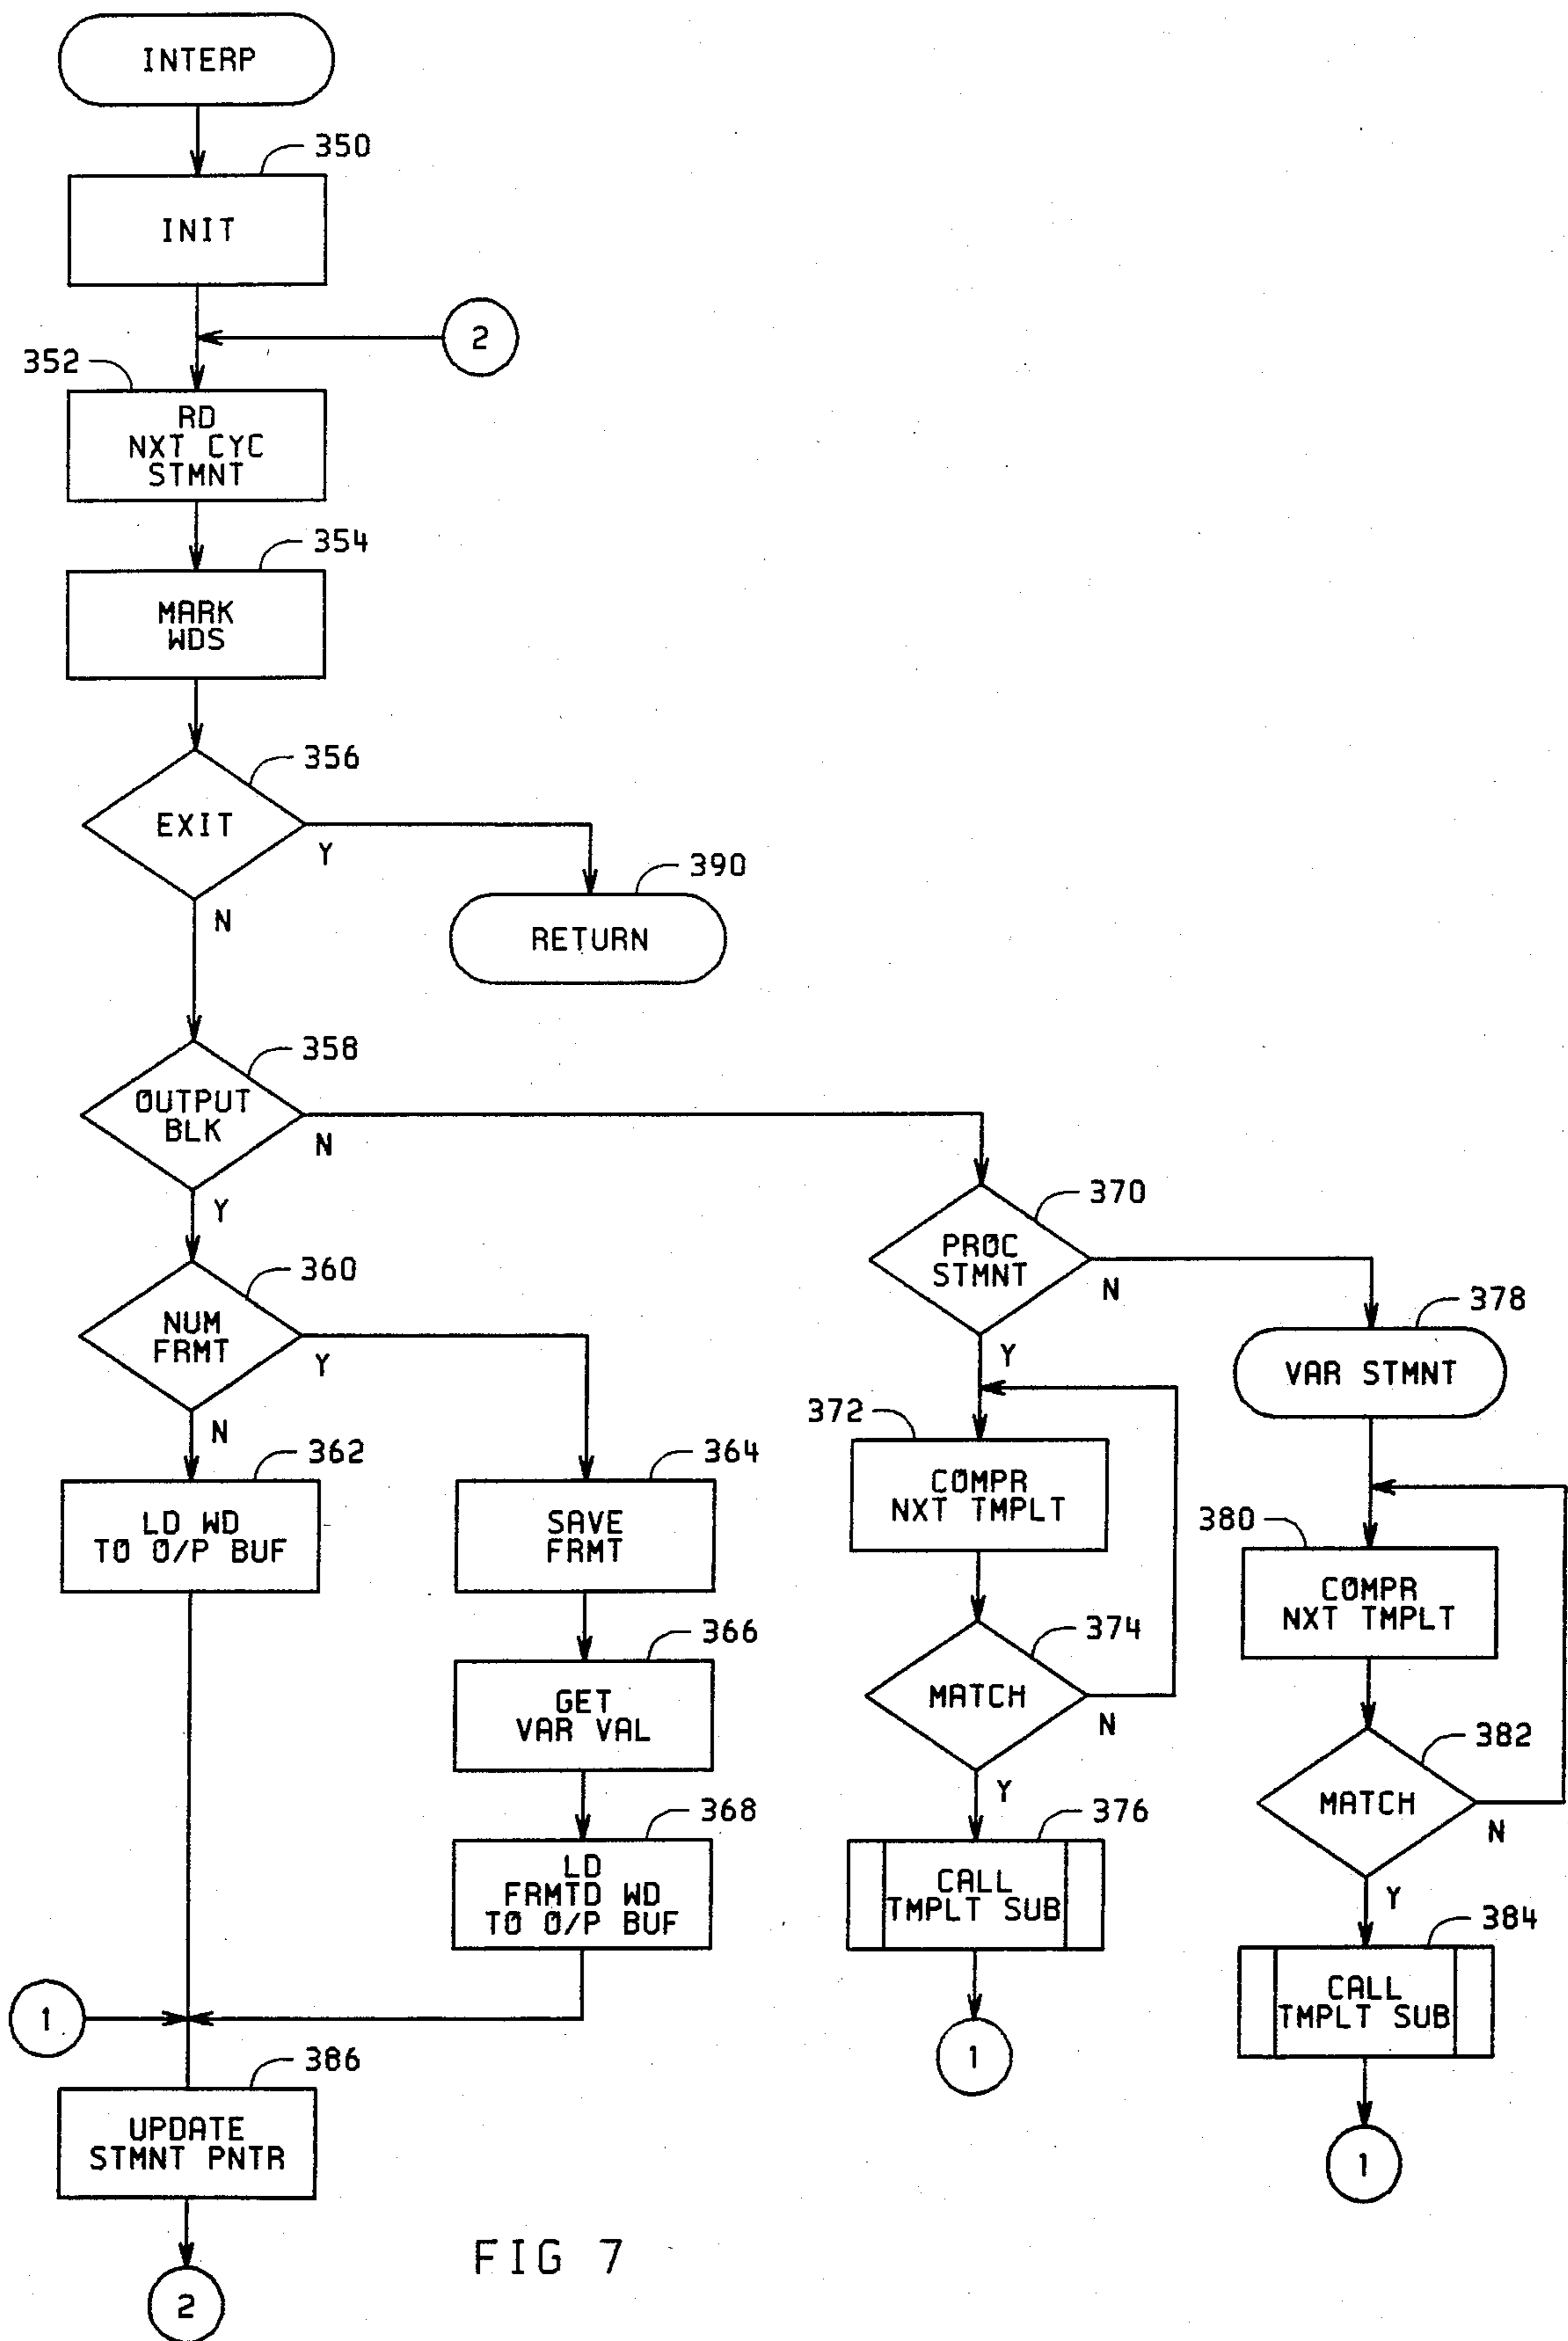 INTERP
350
INIT
2
352
RD
NXT CYC
STMNT
354
MARK
WDS
356
EXIT
Y
N
390
RETURN
358
OUTPUT
BLK
N
Y
360
NUM
FRMT
Y
N
362
LD WD
TO O/P BUF
364
SAVE
FRMT
366
GET
VAR VAL
368
LD
FRMTD WD
TO O/P BUF
370
PROC
STMNT
N
Y
372
COMPR
NXT TMPLT
374
MATCH
N
Y
376
CALL
TMPLT SUB
1
378
VAR STMNT
380
COMPR
NXT TMPLT
382
MATCH
N
Y
384
CALL
TMPLT SUB
1
1
386
UPDATE
STMNT PNTR
2
FIG 7